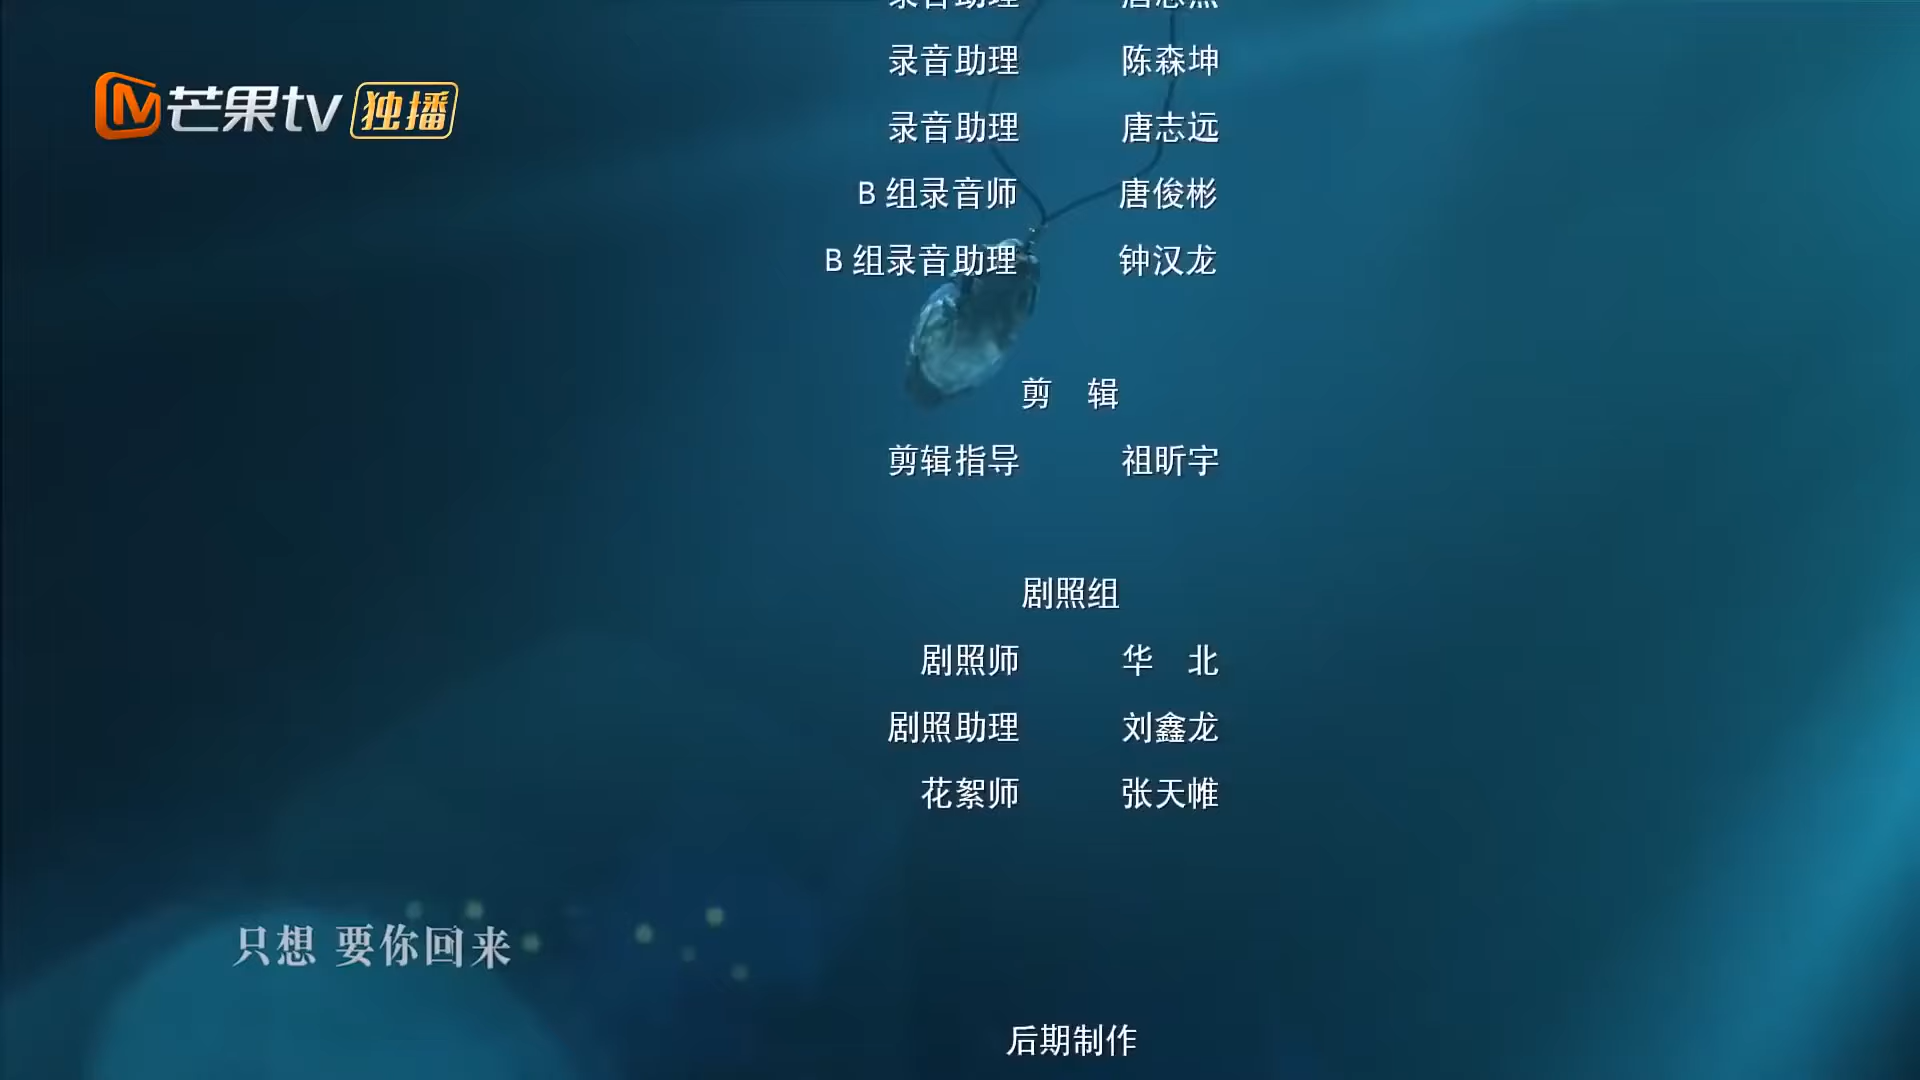 芒果tv 独播
录音助理 陈森坤
录音助理 唐志远
B 组录音师 唐俊彬
B 组录音助理 钟汉龙
剪 辑
剪辑指导 祖昕宇
剧照组
剧照师 华 北
剧照助理 刘鑫龙
花絮师 张天帷
只想 要你回来
后期制作